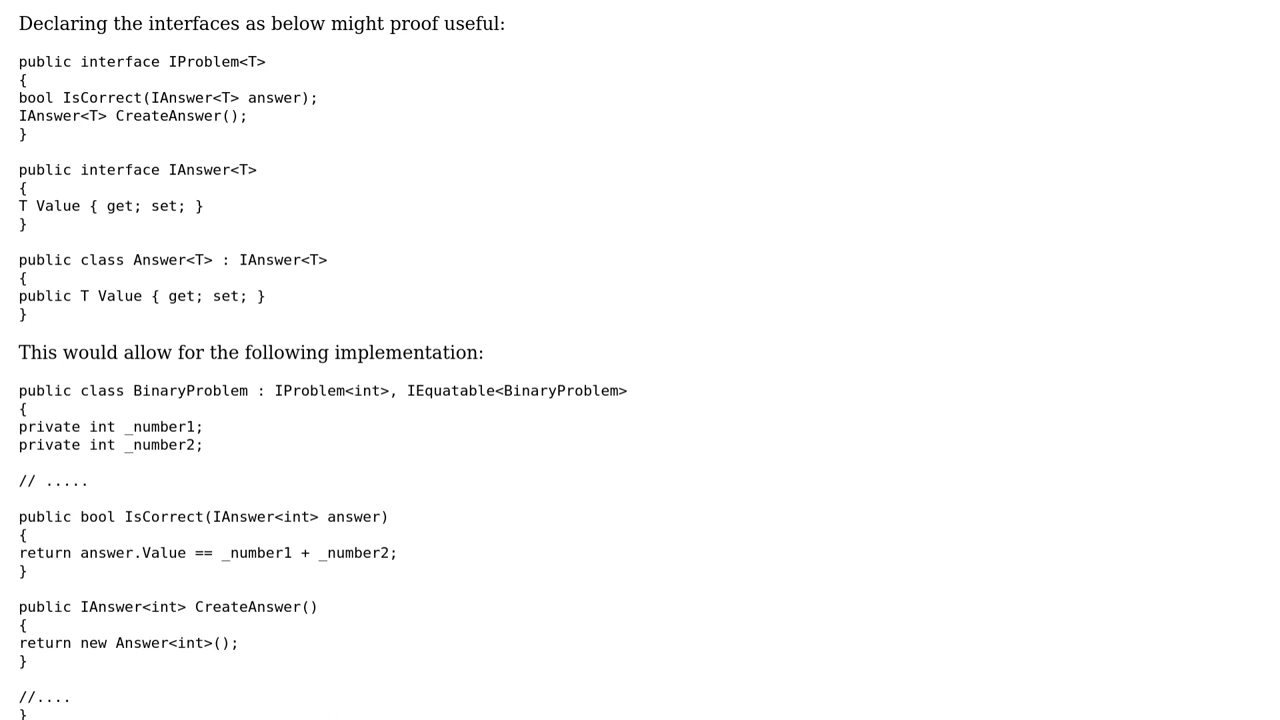 Declaring the interfaces as below might proof useful:
public interface IProblem<T>
{
bool IsCorrect(IAnswer<T> answer);
IAnswer<T> CreateAnswer();
}
public interface IAnswer<T>
{
T Value { get; set; }
}
public class Answer<T> : IAnswer<T>
{
public T Value { get; set; }
}
This would allow for the following implementation:
public class BinaryProblem : IProblem<int>, IEquatable<BinaryProblem>
{
private int _number1;
private int _number2;
// .....
public bool IsCorrect(IAnswer<int> answer)
{
return answer.Value == _number1 + _number2;
}
public IAnswer<int> CreateAnswer()
{
return new Answer<int>();
}
//....
}